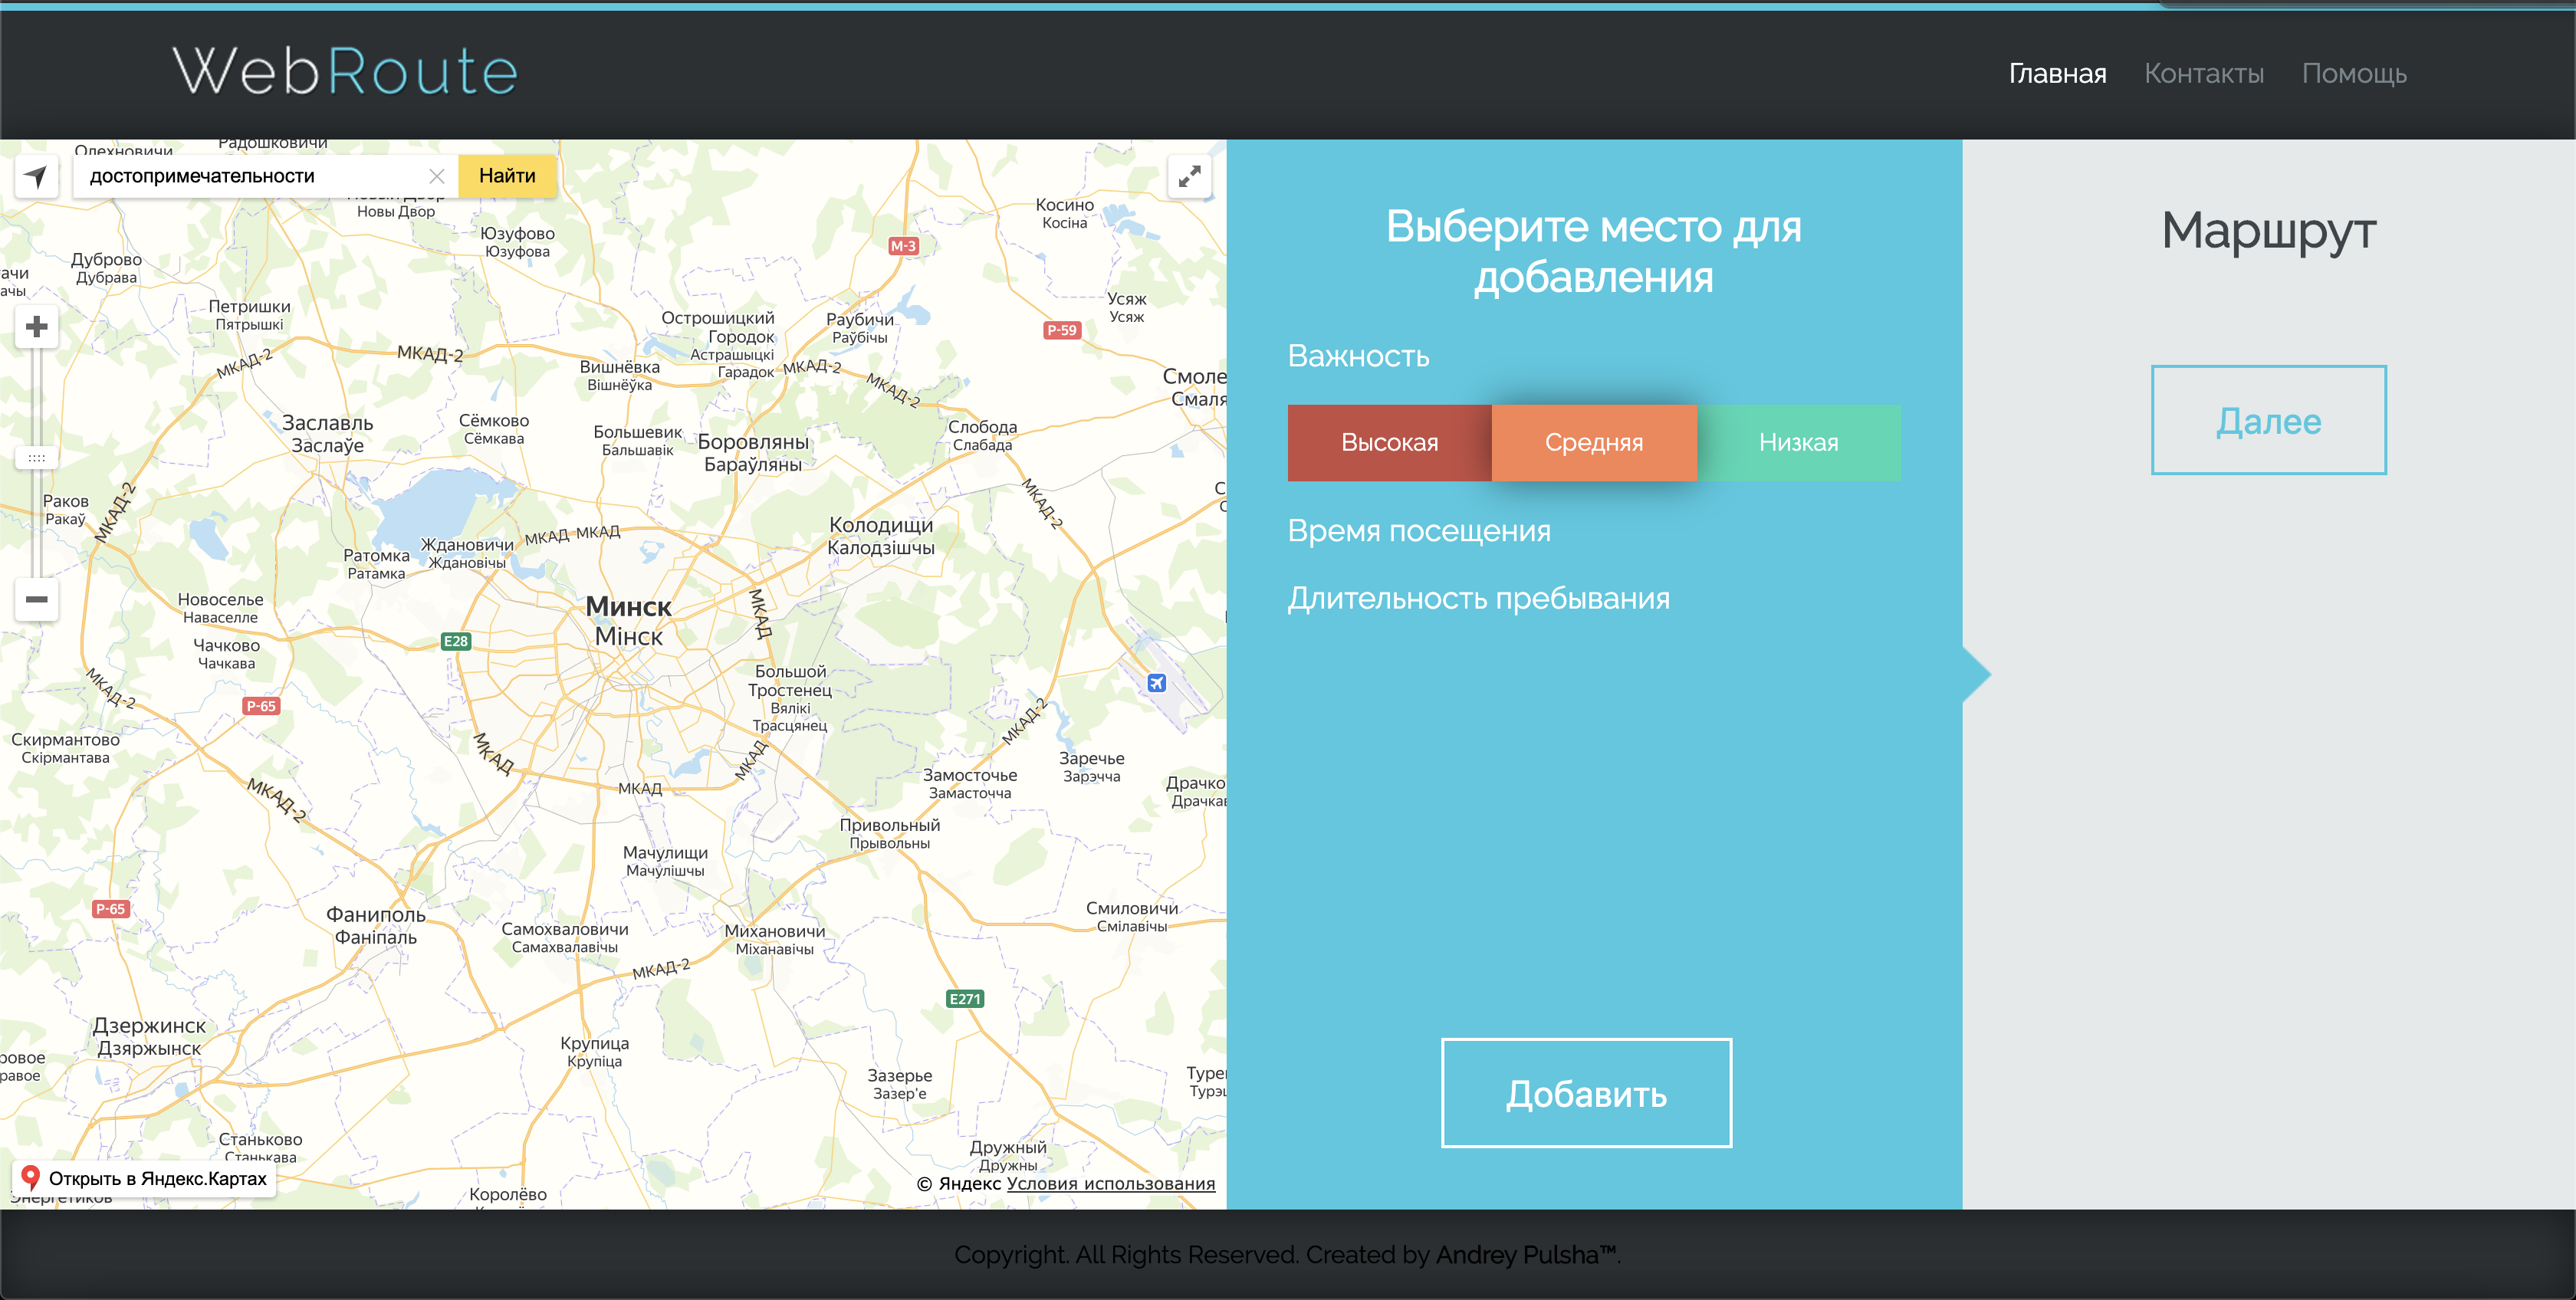 WebRoute
Главная Контакты Помощь
Олехновичи
Радошковичи
достопримечательности
Найти
Новы Двор
Юзуфово
Юзуфова
М-3
Косино
Косіна
Дуброво
Дубрава
Петришки
Пятрышкі
Острошицкий
Городок
Астрашыцкі
Гарадок
Раубичи
Раўбічы
Усяж
Усяж
Р-59
МКАД-2
МКАД-2
Вишнёвка
Вішнёўка
МКАД-2
МКАД-2
Смоле
Смаля
Заславль
Заслаўе
Сёмково
Сёмкава
Большевик
Бальшавік
Боровляны
Бараўляны
Слобода
Слабада
Раков
Ракаў
МКАД-2
МКАД-2
Колодищи
Калодзішчы
Ратомка
Ратамка
Ждановичи
Ждановічы
МКАД МКАД
Новоселье
Наваселле
Минск
Мінск
МКАД
Е28
Чачково
Чачкава
МКАД-2
Р-65
Большой
Тростенец
Вялікі
Трасцянец
МКАД-2
Скирмантово
Скірмантава
МКАД
МКАД
МКАД
МКАД-2
Заречье
Зарэчча
Замосточье
Замасточча
Драчко
Драчкав
Привольный
Прывольны
Мачулищи
Мачулішчы
Р-65
Фаниполь
Фаніпаль
Самохваловичи
Самахвалавічы
Михановичи
Міханавічы
Смиловичи
Смілавічы
МКАД-2
Е271
Дзержинск
Дзяржынск
ровое
равое
Крупица
Крупіца
Зазерье
Зазер'е
Станьково
Станькава
Дружный
Дружны
Королёво
Открыть в Яндекс.Картах
Энергетиков
© Яндекс Условия использования
Выберите место для
добавления
Важность
Высокая Средняя Низкая
Время посещения
Длительность пребывания
Добавить
Маршрут
Далее
Copyright. All Rights Reserved. Created by Andrey Pulsha™.